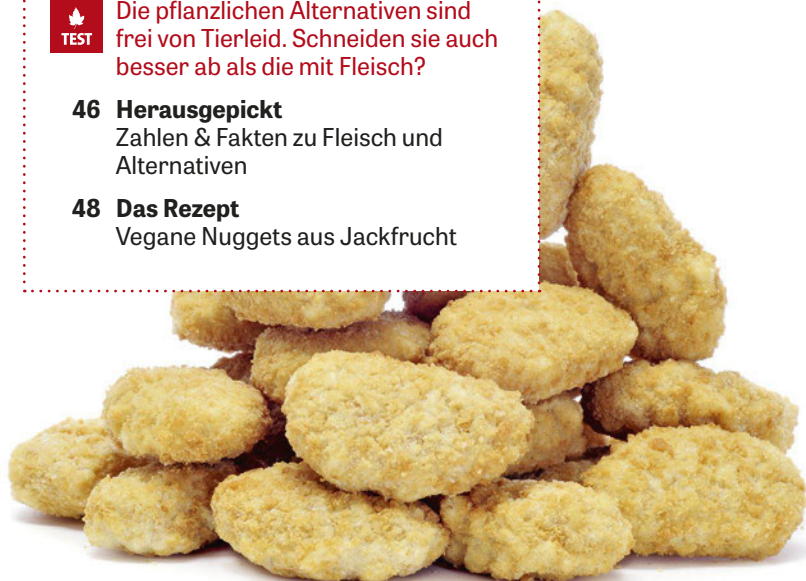 TEST
Die pflanzlichen Alternativen sind
frei von Tierleid. Schneiden sie auch
besser ab als die mit Fleisch?
46 Herausgepickt
Zahlen & Fakten zu Fleisch und
Alternativen
48 Das Rezept
Vegane Nuggets aus Jackfrucht